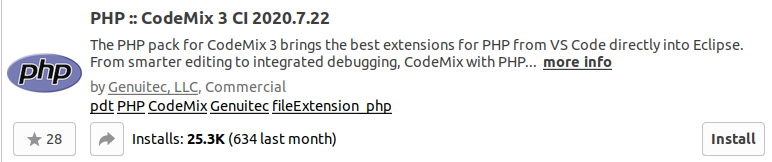 PHP :: CodeMix 3 CI 2020.7.22
The PHP pack for CodeMix 3 brings the best extensions for PHP from VS Code directly into Eclipse.
php
From smarter editing to integrated debugging, CodeMix with PHP... more info
by Genuitec, LLC, Commercial
pdt PHP CodeMix Genuitec fileExtension_php
28 Installs: 25.3K (634 last month) Install